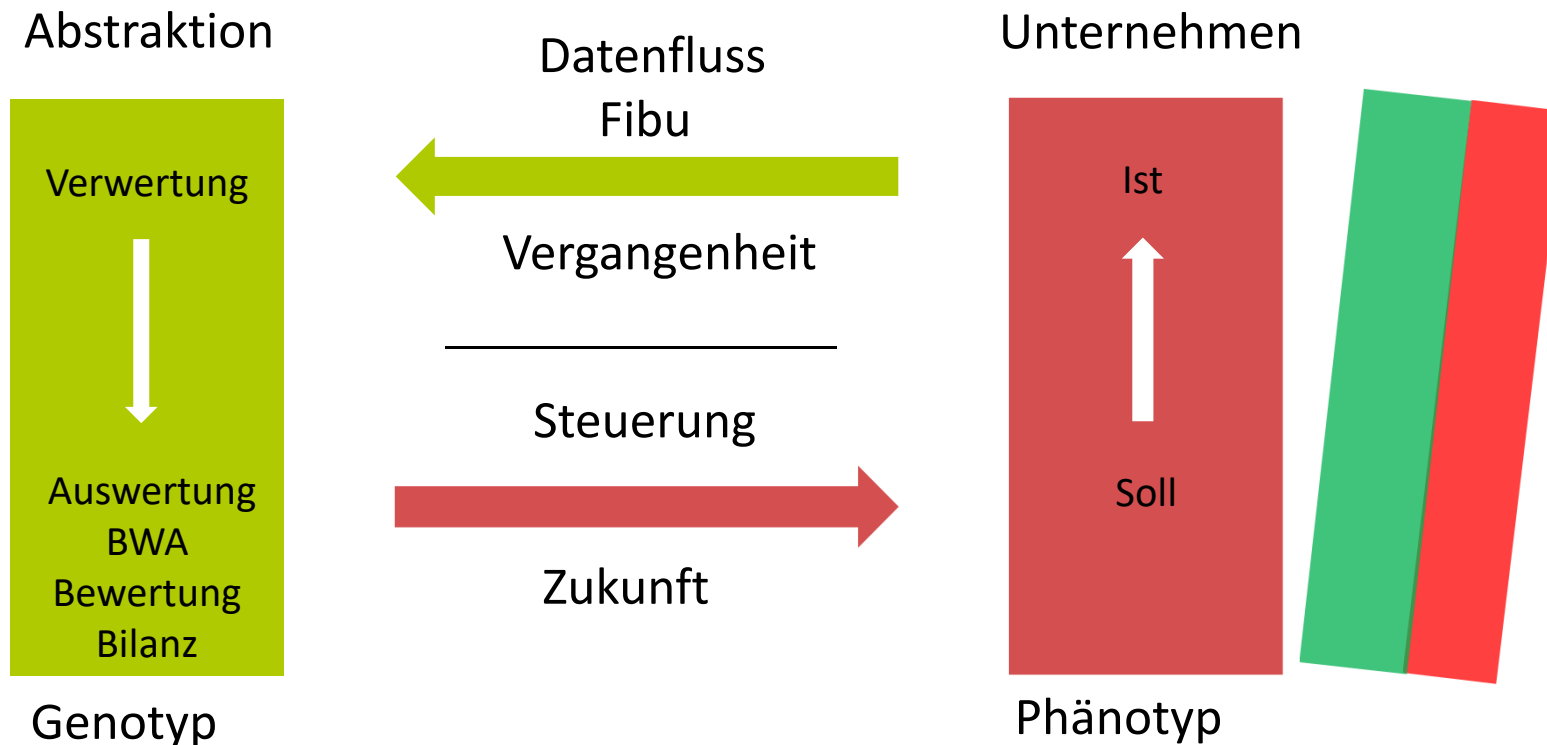 Abstraktion
Verwertung
Auswertung
BWA
Bewertung
Bilanz
Genotyp
Datenfluss
Fibu
Vergangenheit
Steuerung
Zukunft
Unternehmen
Ist
Soll
Phänotyp